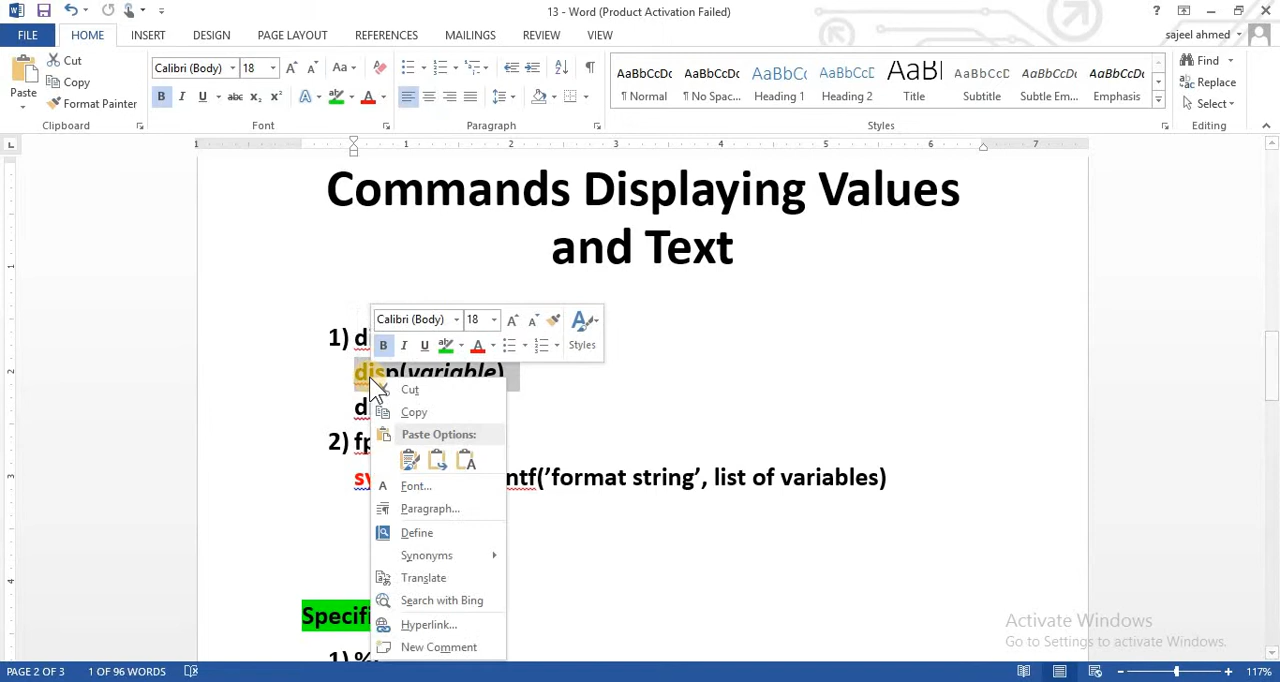 13 - Word (Product Activation Failed)
FILE HOME INSERT DESIGN PAGE LAYOUT REFERENCES MAILINGS REVIEW VIEW sajeel ahmed
Paste
Cut
Copy
Format Painter
Clipboard
Calibri (Body) 18
Font
Paragraph
AaBbCcDc AaBbCcDc AaBbCc AaBbCcC AaBl AaBbCcD AaBbCcDc AaBbCcDc
¶ Normal ¶ No Spac... Heading 1 Heading 2 Title Subtitle Subtle Em... Emphasis
Styles
Find
Replace
Select
Editing
Commands Displaying Values
and Text
Calibri (Body) 18
Styles
1) di
disp(variable)
d
2) fp
sy ntf('format string', list of variables)
Cut
Copy
Paste Options:
Font...
Paragraph...
Define
Synonyms
Translate
Search with Bing
Hyperlink...
New Comment
Specifi
1) %
Activate Windows
Go to Settings to activate Windows.
PAGE 2 OF 3 1 OF 96 WORDS 117%